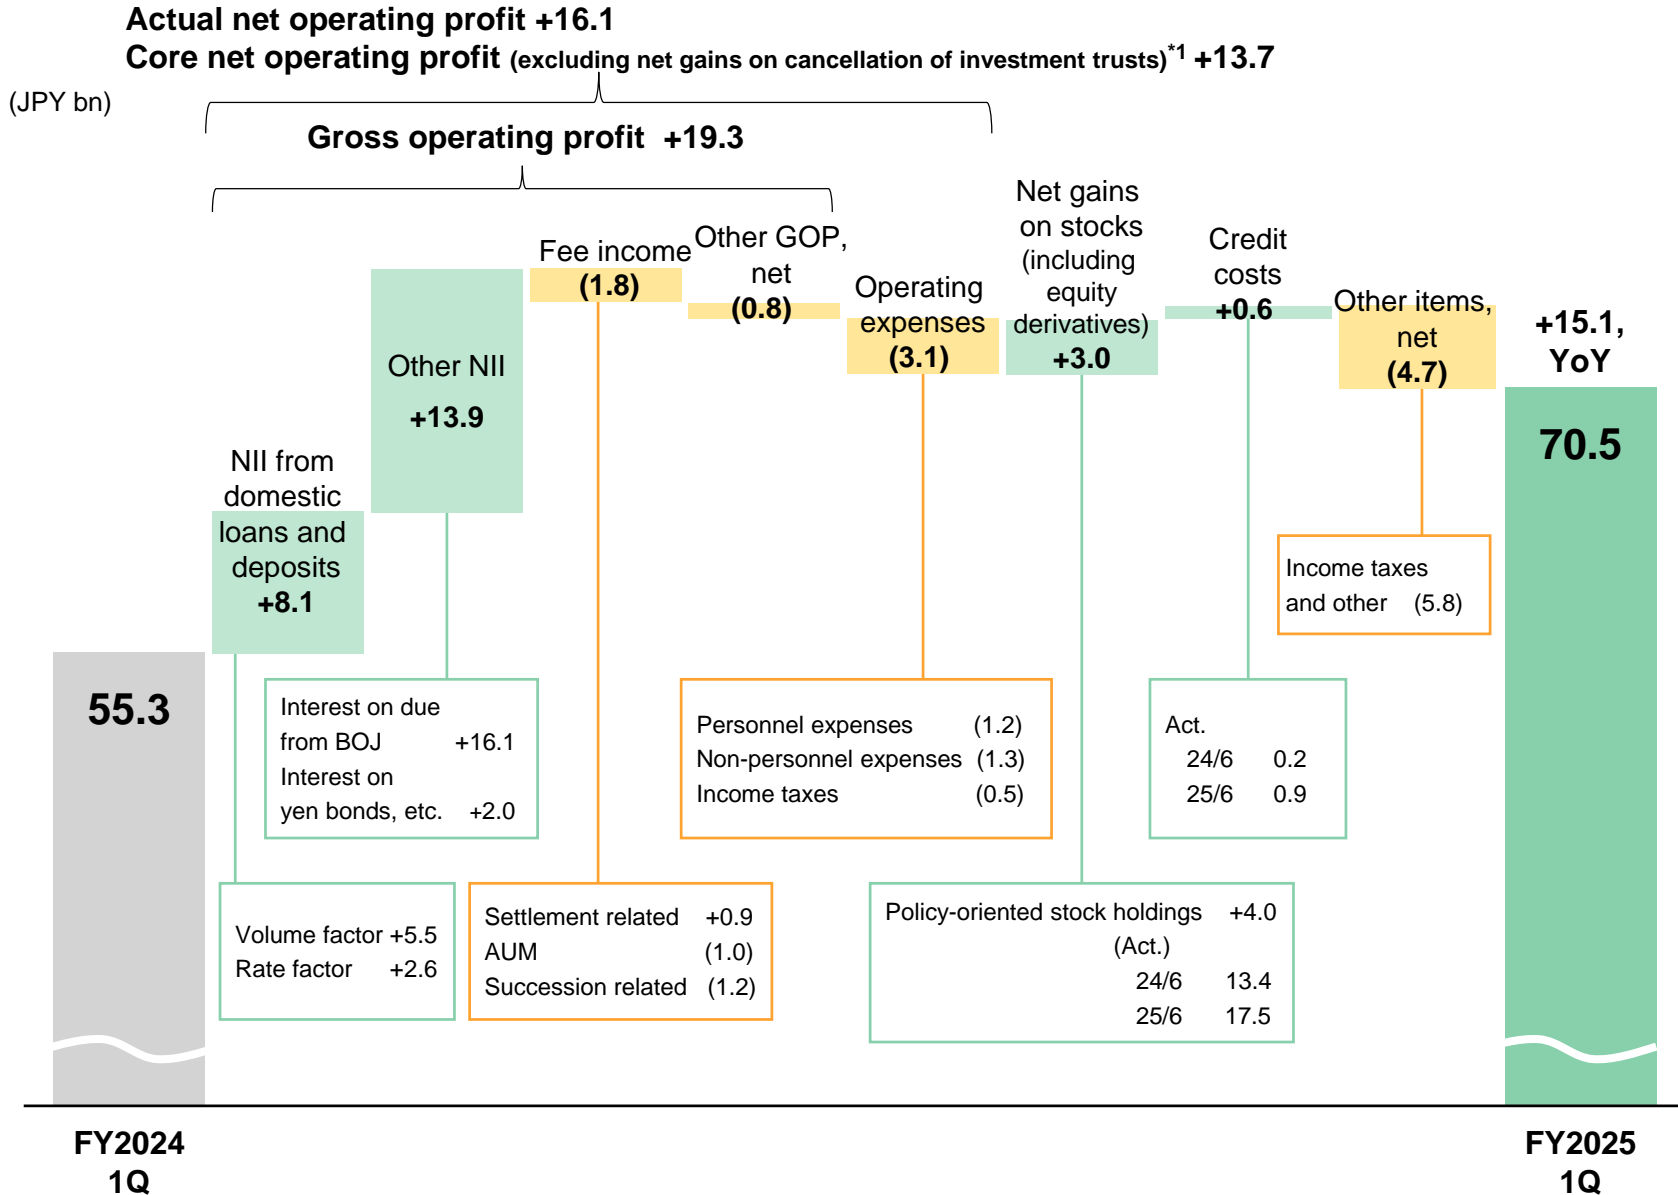 Actual net operating profit +16.1
Core net operating profit (excluding net gains on cancellation of investment trusts)*1 +13.7
(JPY bn)
Gross operating profit +19.3
55.3
NII from
domestic
loans and
deposits
+8.1
Other NII
+13.9
Fee income
(1.8)
Other GOP,
net
(0.8)
Operating
expenses
(3.1)
Net gains
on stocks
(including
equity
derivatives)
+3.0
Credit
costs
+0.6
Other items,
net
(4.7)
+15.1,
YoY
70.5
Income taxes
and other (5.8)
Interest on due
from BOJ +16.1
Interest on
yen bonds, etc. +2.0
Personnel expenses (1.2)
Non-personnel expenses (1.3)
Income taxes (0.5)
Act.
24/6 0.2
25/6 0.9
Volume factor +5.5
Rate factor +2.6
Settlement related +0.9
AUM (1.0)
Succession related (1.2)
Policy-oriented stock holdings +4.0
(Act.)
24/6 13.4
25/6 17.5
FY2024
1Q
FY2025
1Q